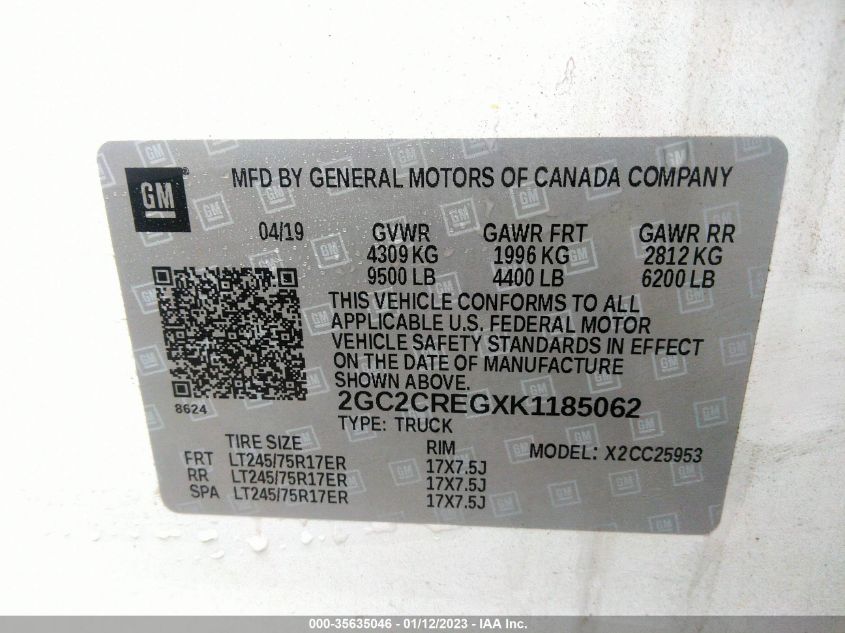 GM
MFD BY GENERAL MOTORS OF CANADA COMPANY
04/19 GVWR GAWR FRT GAWR RR
4309 KG 1996 KG 2812 KG
9500 LB 4400 LB 6200 LB
THIS VEHICLE CONFORMS TO ALL
APPLICABLE U.S. FEDERAL MOTOR
VEHICLE SAFETY STANDARDS IN EFFECT
ON THE DATE OF MANUFACTURE
SHOWN ABOVE.
8624
2GC2CREGXK1185062
TYPE: TRUCK
TIRE SIZE RIM MODEL: X2CC25953
FRT LT245/75R17ER 17X7.5J
RR LT245/75R17ER 17X7.5J
SPA LT245/75R17ER 17X7.5J
000-35635046 - 01/12/2023 - IAA Inc.